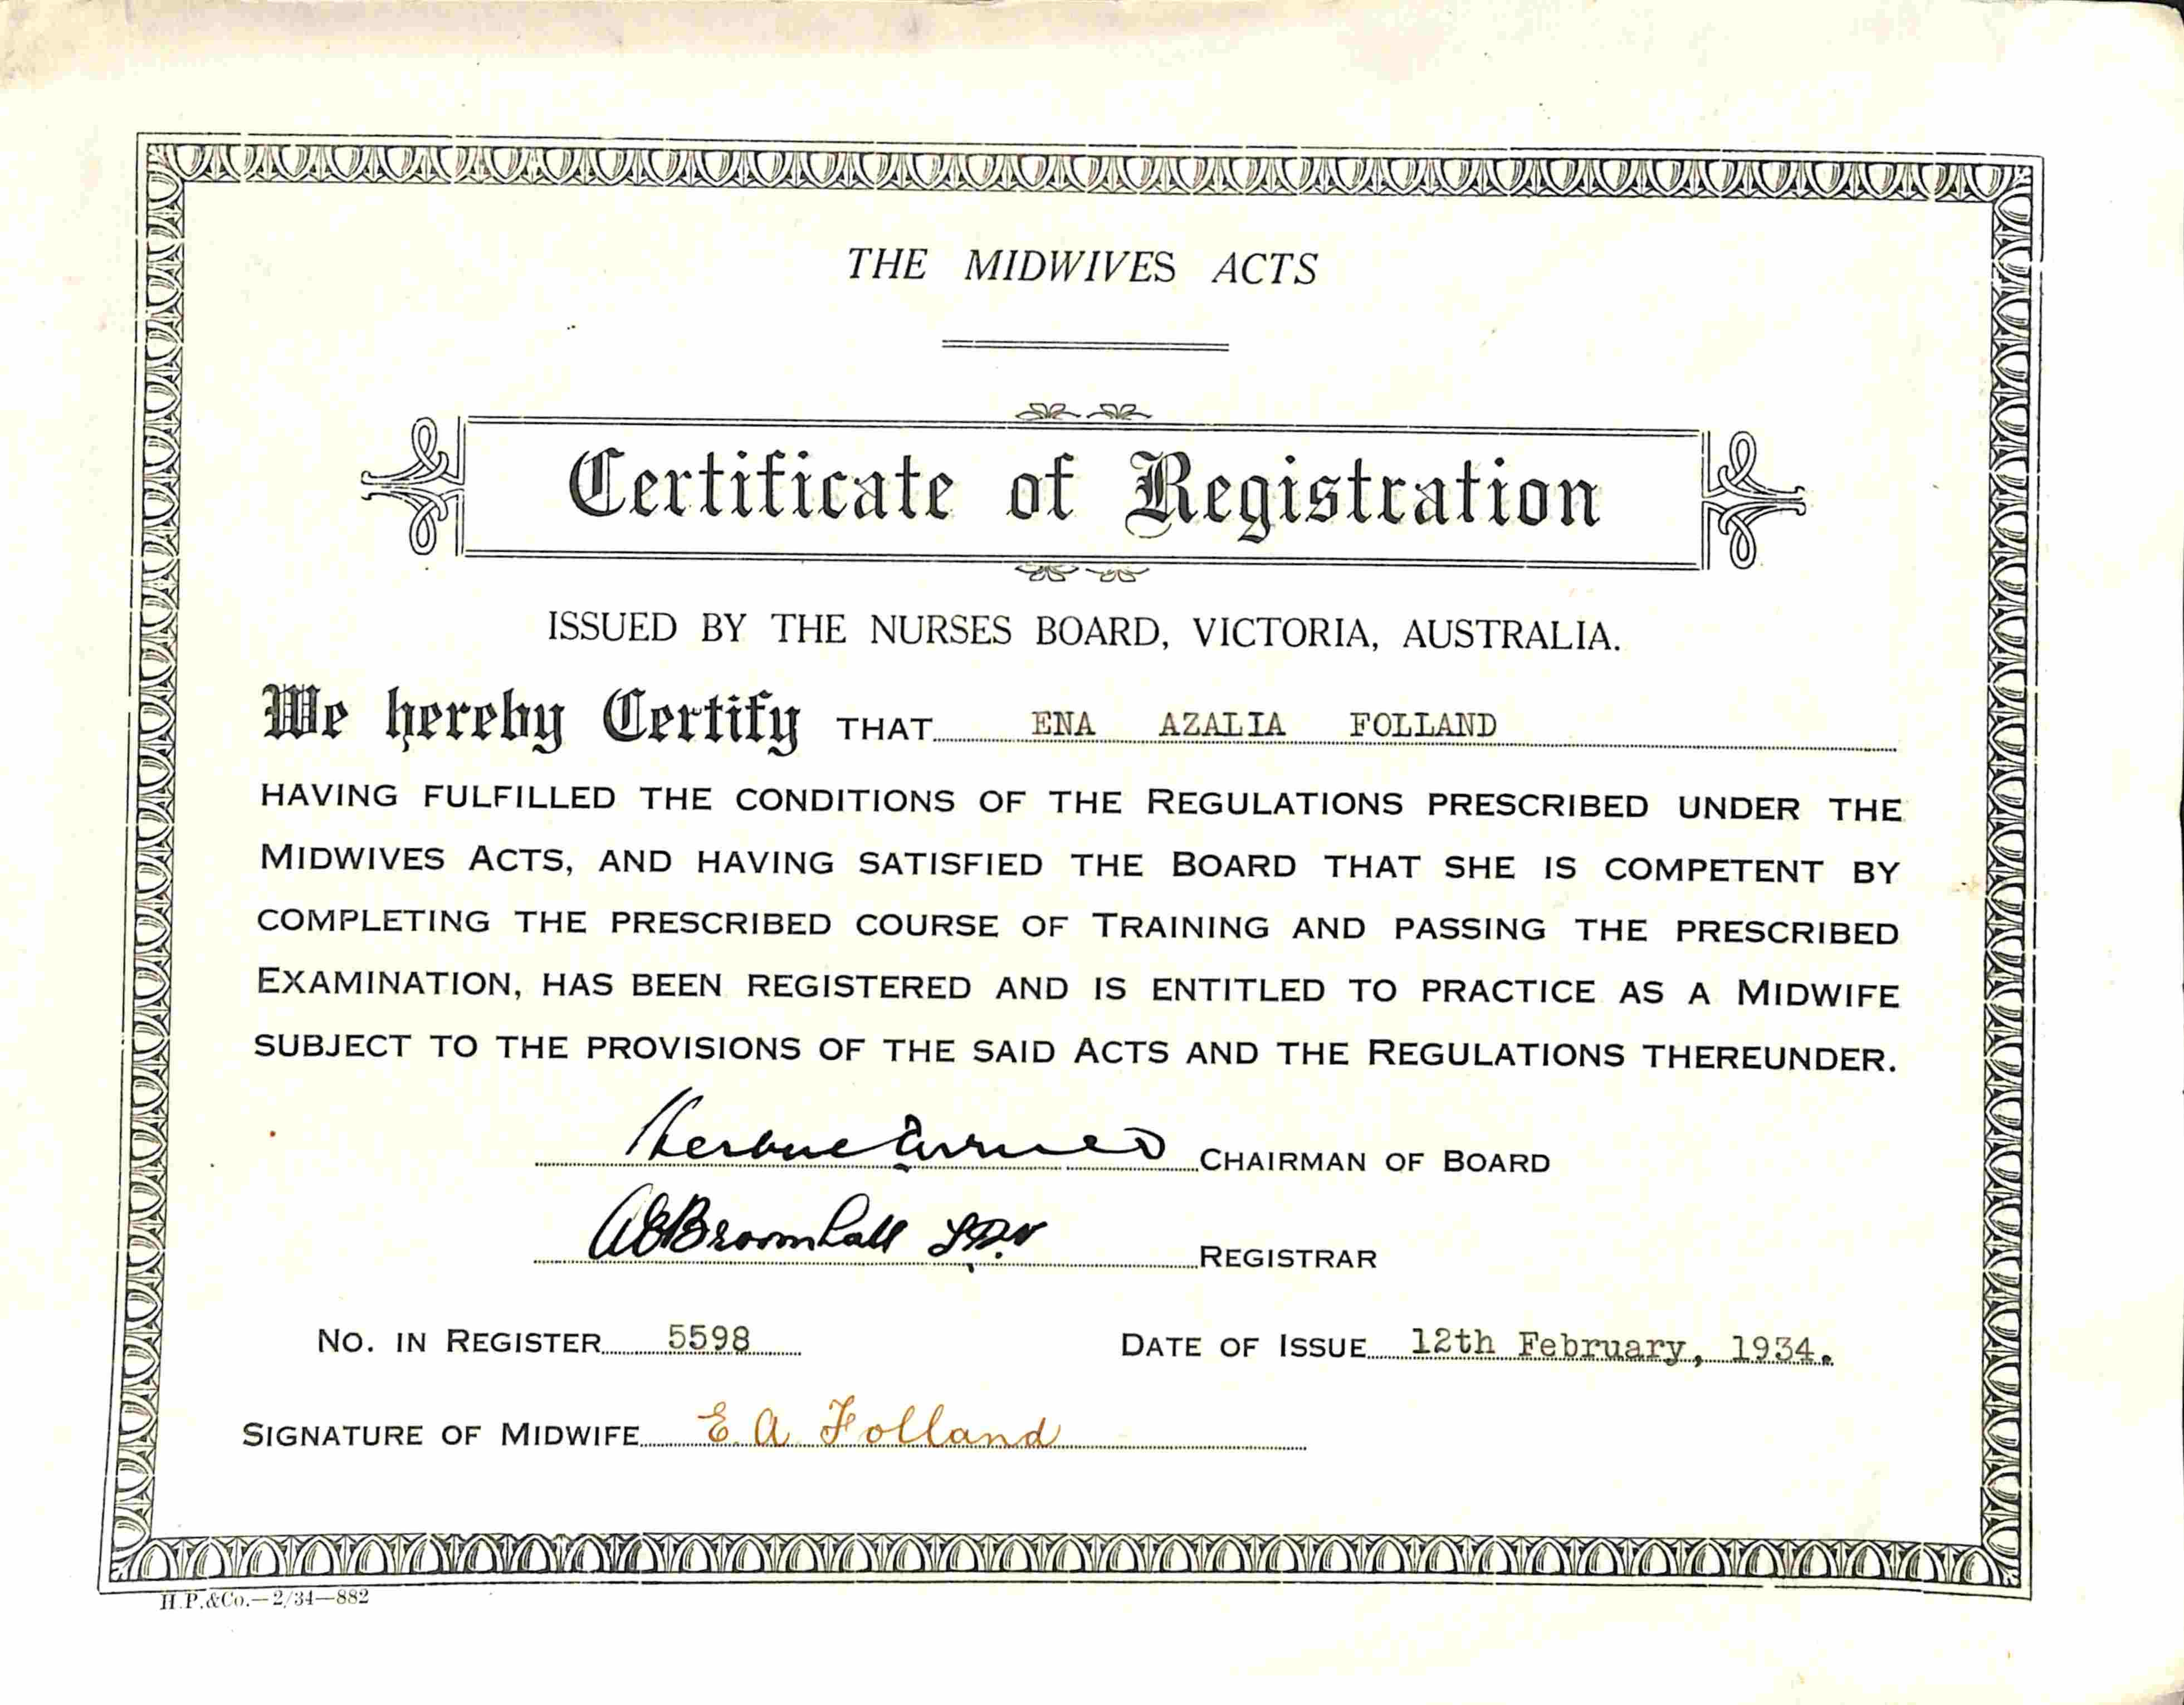 THE MIDWIVES ACTS
Certificate of Registration
ISSUED BY THE NURSES BOARD, VICTORIA, AUSTRALIA.
We hereby Certify THAT ENA AZALIA FOLLAND
HAVING FULFILLED THE CONDITIONS OF THE REGULATIONS PRESCRIBED UNDER THE
MIDWIVES ACTS, AND HAVING SATISFIED THE BOARD THAT SHE IS COMPETENT BY
COMPLETING THE PRESCRIBED COURSE OF TRAINING AND PASSING THE PRESCRIBED
EXAMINATION, HAS BEEN REGISTERED AND IS ENTITLED TO PRACTICE AS A MIDWIFE
SUBJECT TO THE PROVISIONS OF THE SAID ACTS AND THE REGULATIONS THEREUNDER.
CHAIRMAN OF BOARD
Broomhall REGISTRAR
NO. IN REGISTER 5598 DATE OF ISSUE 12th February, 1934.
SIGNATURE OF MIDWIFE E. A Folland
H.P.&Co.—2/34—882